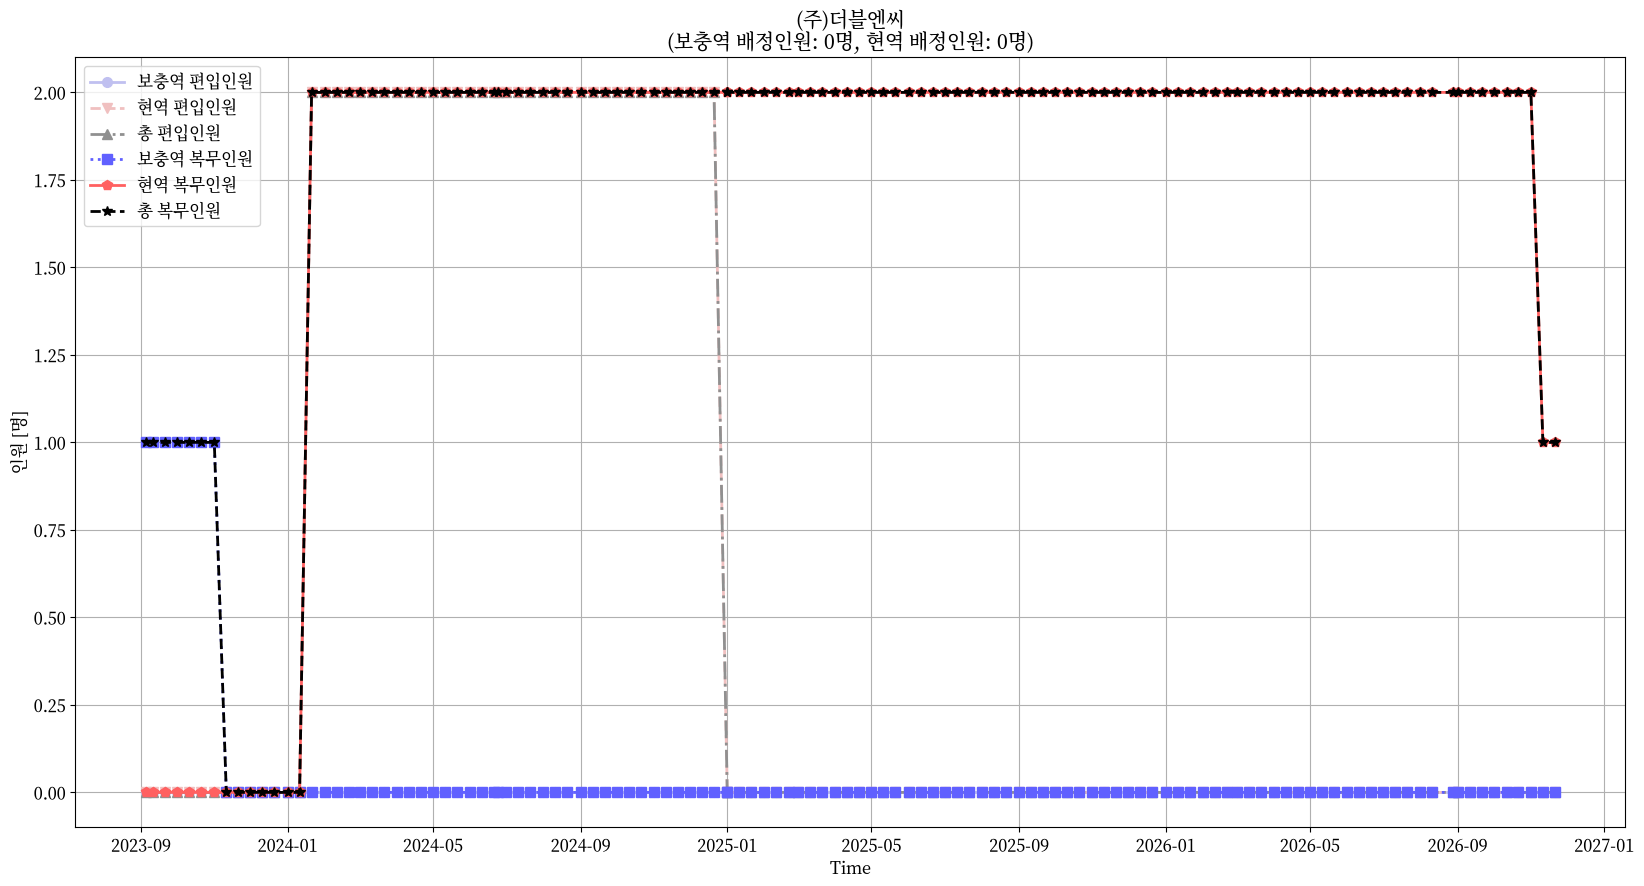 (주)더블엔씨
(보충역 배정인원: 0명, 현역 배정인원: 0명)
보충역 편입인원
현역 편입인원
총 편입인원
보충역 복무인원
현역 복무인원
총 복무인원
인원 [명]
2.00
1.75
1.50
1.25
1.00
0.75
0.50
0.25
0.00
2023-09 2024-01 2024-05 2024-09 2025-01 2025-05 2025-09 2026-01 2026-05 2026-09 2027-01
Time